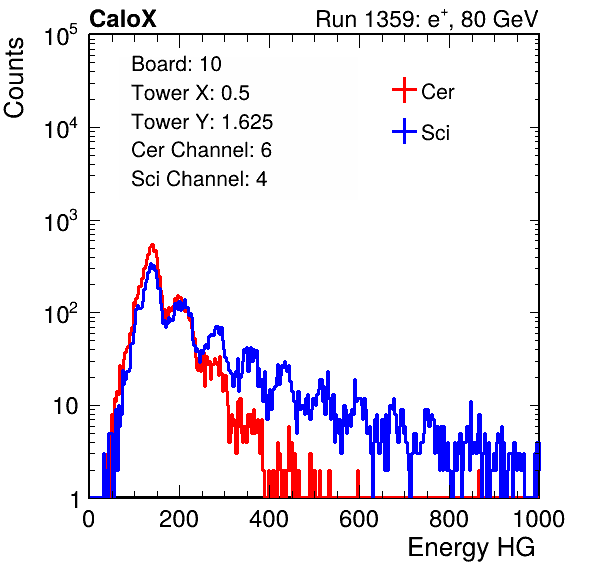 CaloX Run 1359: e⁺, 80 GeV
Counts
10⁵
10⁴
10³
10²
10
1
Board: 10
Tower X: 0.5
Tower Y: 1.625
Cer Channel: 6
Sci Channel: 4
Cer
Sci
0 200 400 600 800 1000
Energy HG